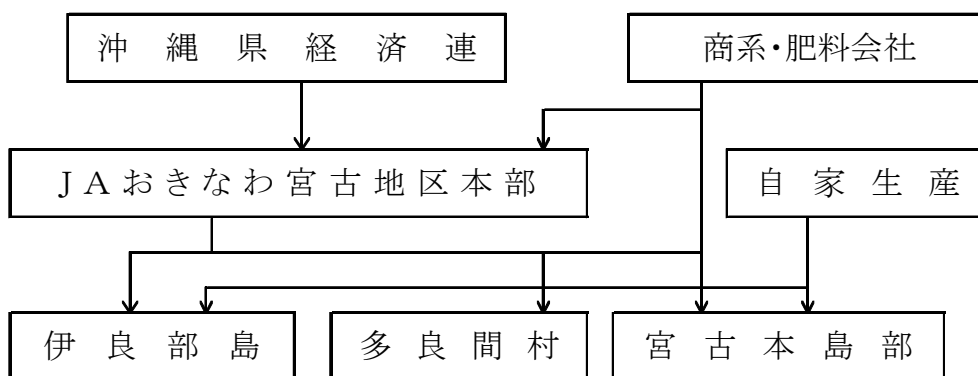 沖縄県経済連
商系・肥料会社
JAおきなわ宮古地区本部
自家生産
伊良部島
多良間村
宮古本島部